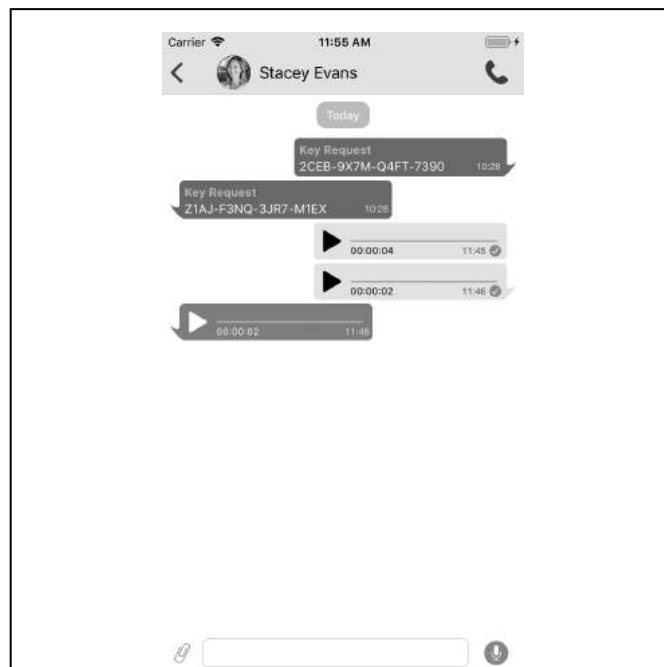 Carrier
11:55 AM
Stacey Evans
Today
Key Request
2CEB-9X7M-Q4FT-7390
10:28
Key Request
Z1AJ-F3NQ-3JR7-M1EX
10:28
00:00:04
11:45
00:00:02
11:46
00:00:02
11:46